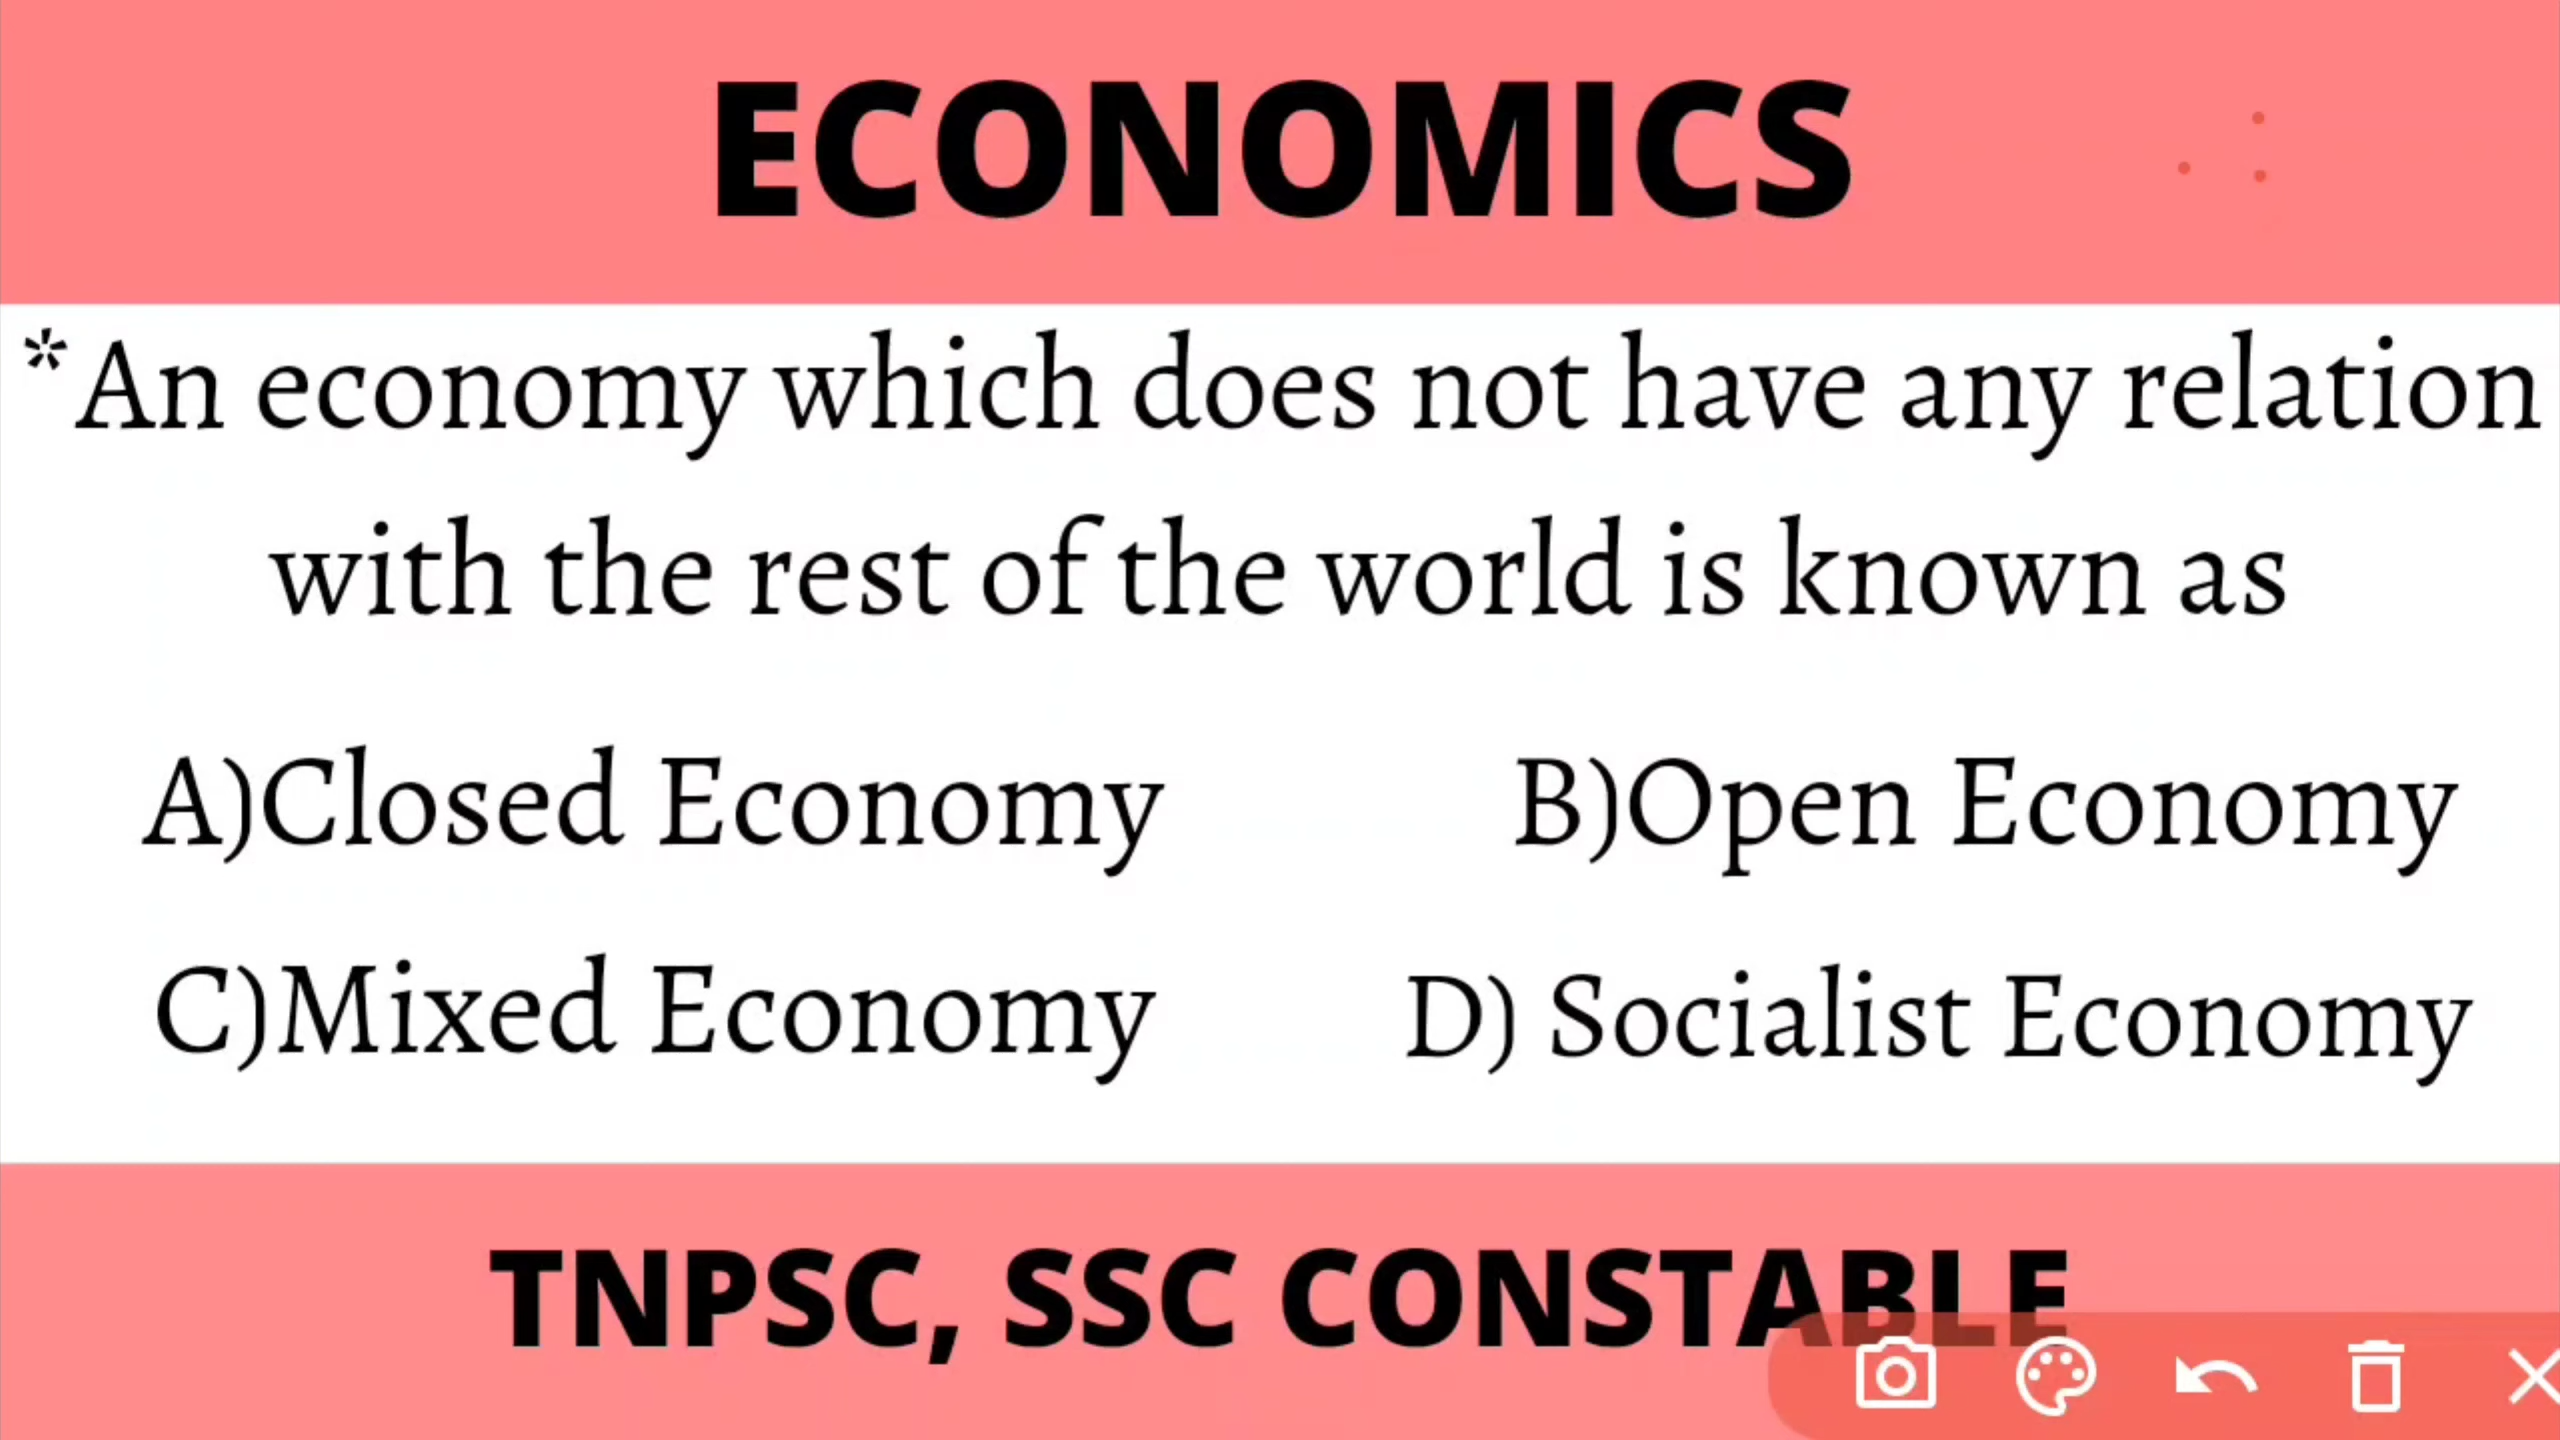 ECONOMICS
*An economy which does not have any relation
with the rest of the world is known as
A)Closed Economy B)Open Economy
C)Mixed Economy D) Socialist Economy
TNPSC, SSC CONSTABLE